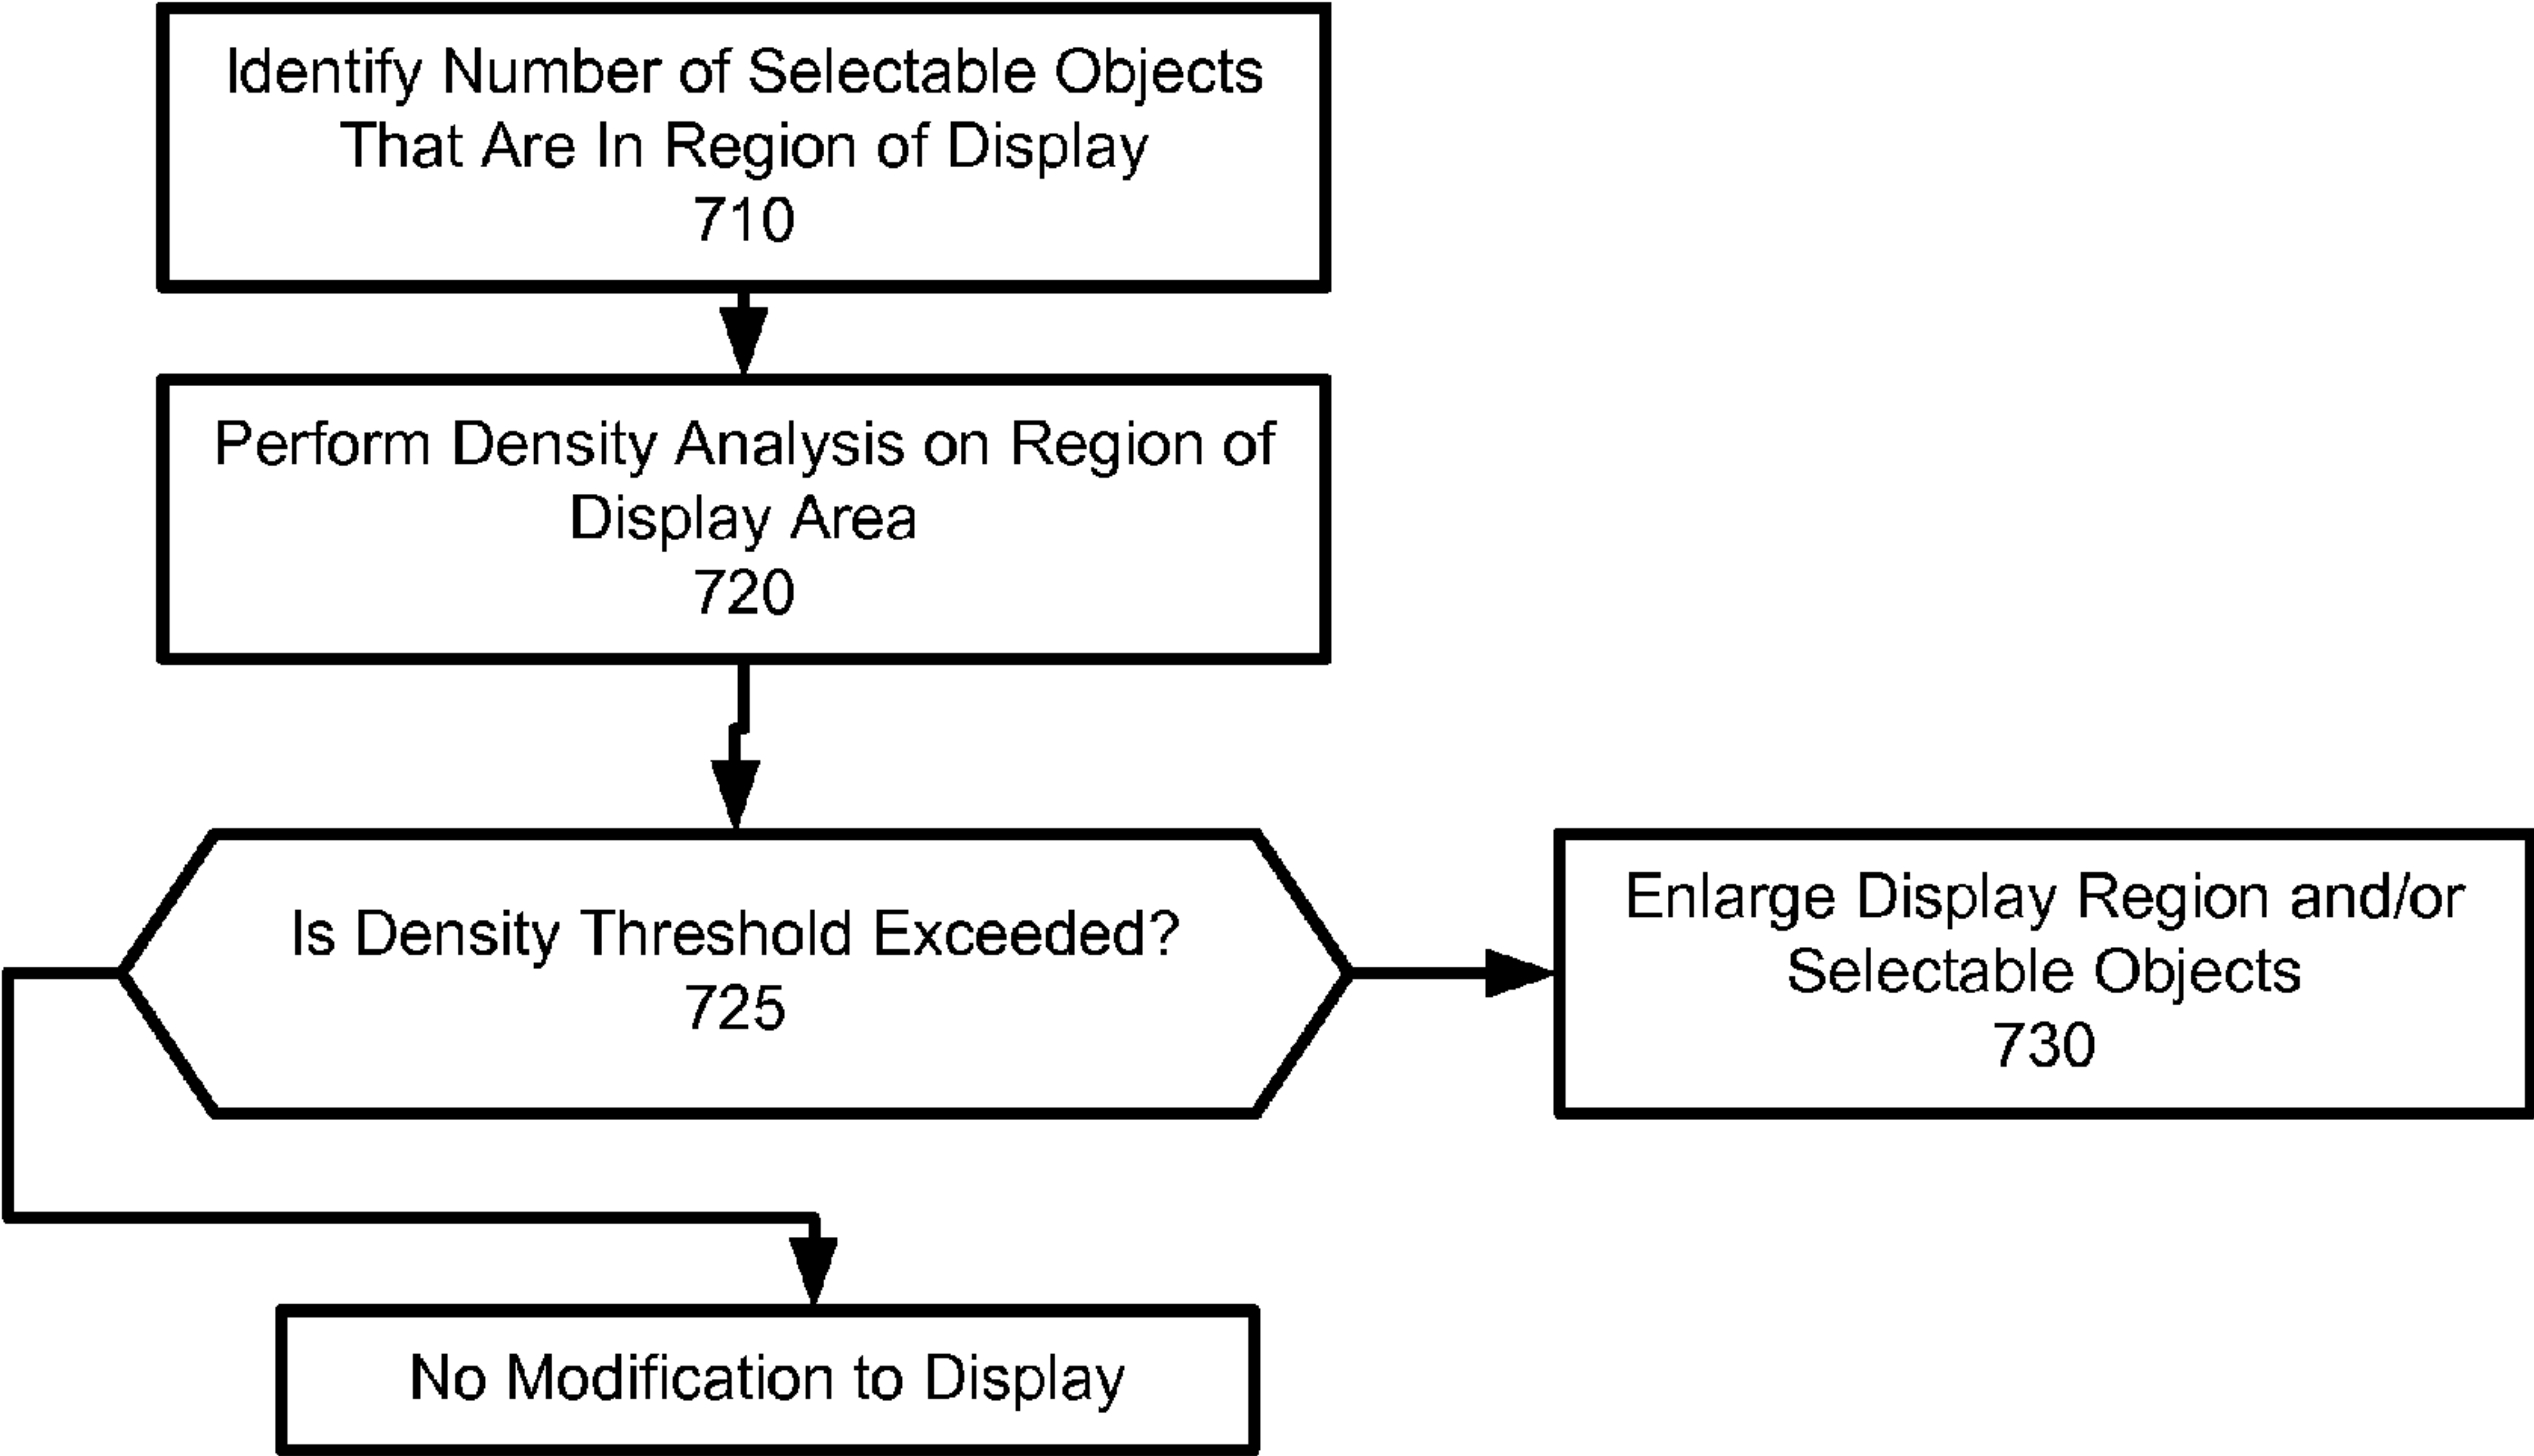 Identify Number of Selectable Objects
That Are In Region of Display
710
Perform Density Analysis on Region of
Display Area
720
Is Density Threshold Exceeded?
725
Enlarge Display Region and/or
Selectable Objects
730
No Modification to Display